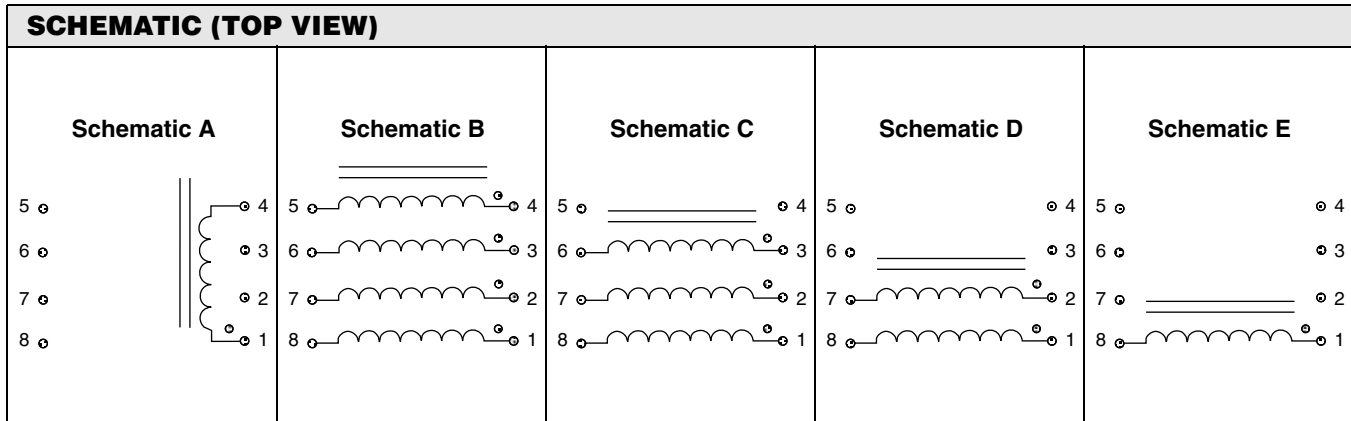 SCHEMATIC (TOP VIEW)
Schematic A
Schematic B
Schematic C
Schematic D
Schematic E
5 4 5 4 5 4 5 4 5 4
6 3 6 3 6 3 6 3 6 3
7 2 7 2 7 2 7 2 7 2
8 1 8 1 8 1 8 1 8 1